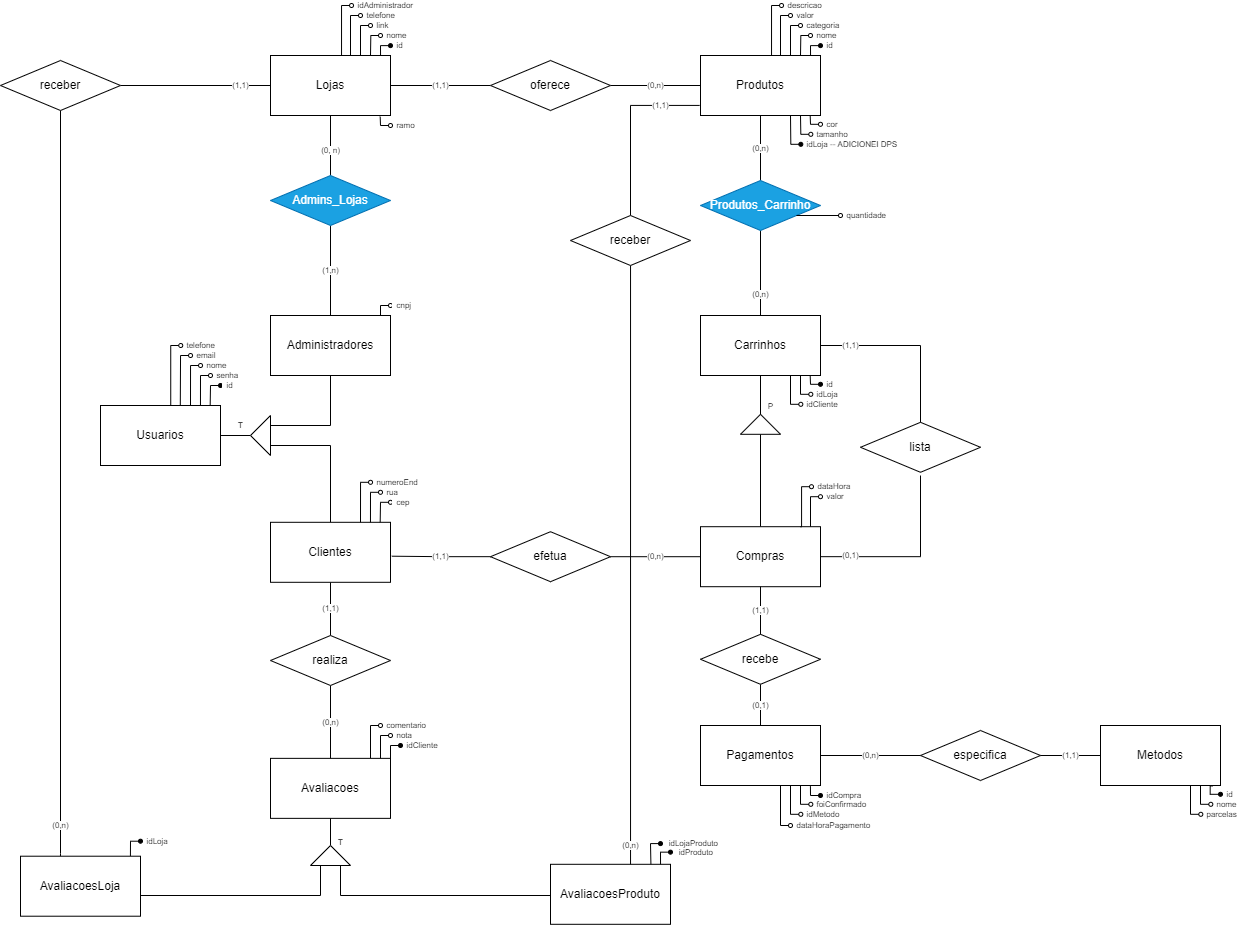 idAdministrador
telefone
link
nome
id
descricao
valor
categoria
nome
id
receber
(1,1)
Lojas
(1,1)
oferece
(0,n)
Produtos
(1,1)
ramo
cor
tamanho
idLoja -- ADICIONEI DPS
(0, n)
(0,n)
Admins_Lojas
Produtos_Carrinho
quantidade
receber
(1,n)
(0,n)
cnpj
Administradores
Carrinhos
(1,1)
telefone
email
nome
senha
id
id
idLoja
idCliente
P
T
Usuarios
lista
numeroEnd
rua
cep
dataHora
valor
Clientes
(1,1)
efetua
(0,n)
Compras
(0,1)
(1,1)
(1,1)
realiza
recebe
(0,n)
(0,1)
comentario
nota
idCliente
Pagamentos
(0,n)
especifica
(1,1)
Metodos
Avaliacoes
idCompra
foiConfirmado
idMetodo
dataHoraPagamento
id
nome
parcelas
(0,n)
idLoja
T
(0,n)
idLojaProduto
idProduto
AvaliacoesLoja
AvaliacoesProduto